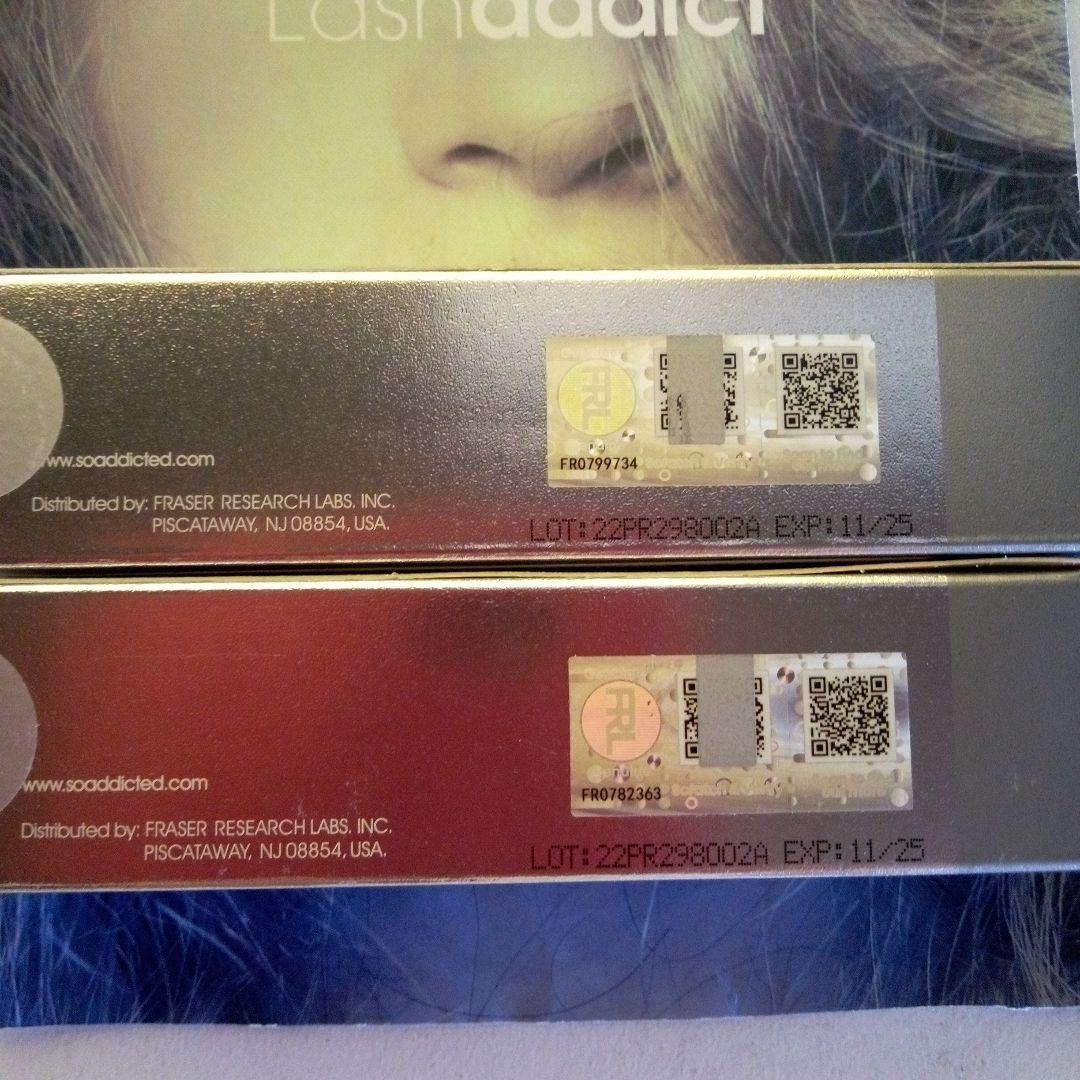 Lashaddict
FRL
FR0799734
www.soaddicted.com
Distributed by: FRASER RESEARCH LABS. INC.
PISCATAWAY, NJ 08854, USA.
LOT:22PR298002A EXP:11/25
FRL
FR0782363
www.soaddicted.com
Distributed by: FRASER RESEARCH LABS. INC.
PISCATAWAY, NJ 08854, USA.
LOT:22PR298002A EXP:11/25